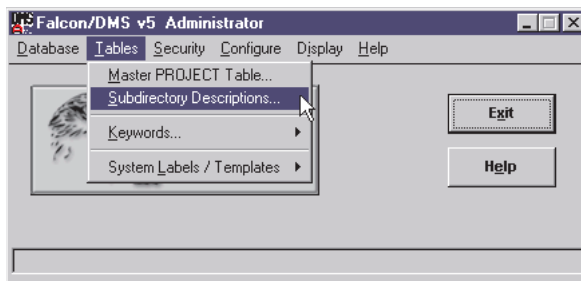 Falcon/DMS v5 Administrator
Database Tables Security Configure Display Help
Master PROJECT Table...
Subdirectory Descriptions...
Keywords...
System Labels / Templates
Exit
Help